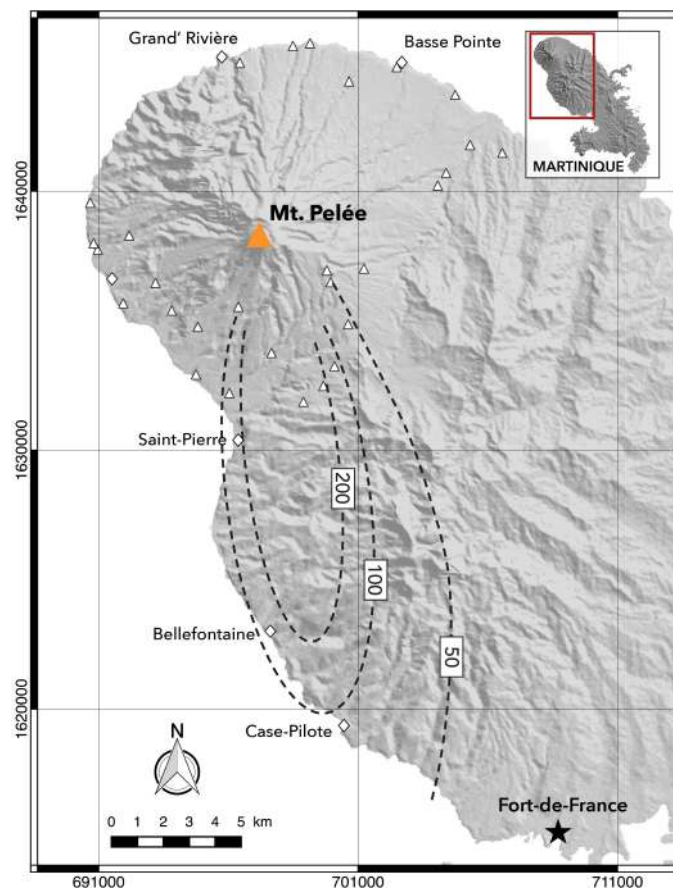 Grand' Rivière
Basse Pointe
MARTINIQUE
1640000
Mt. Pelée
Saint-Pierre
1630000
200
100
50
Bellefontaine
1620000
Case-Pilote
N
Fort-de-France
0 1 2 3 4 5 km
691000
701000
711000